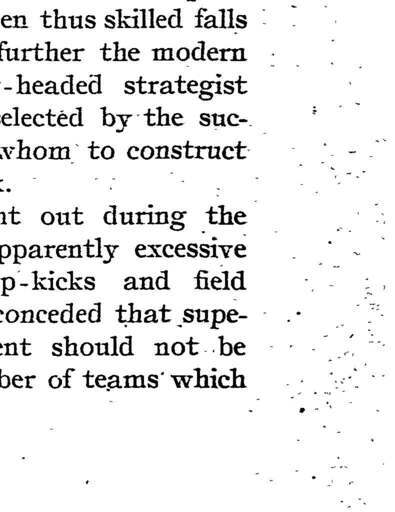 en thus skilled falls
further the modern
-headed strategist
elected by the suc-
whom to construct
.
nt out during the
pparently excessive
p-kicks and field
conceded that supe-
ent should not be
ber of teams which